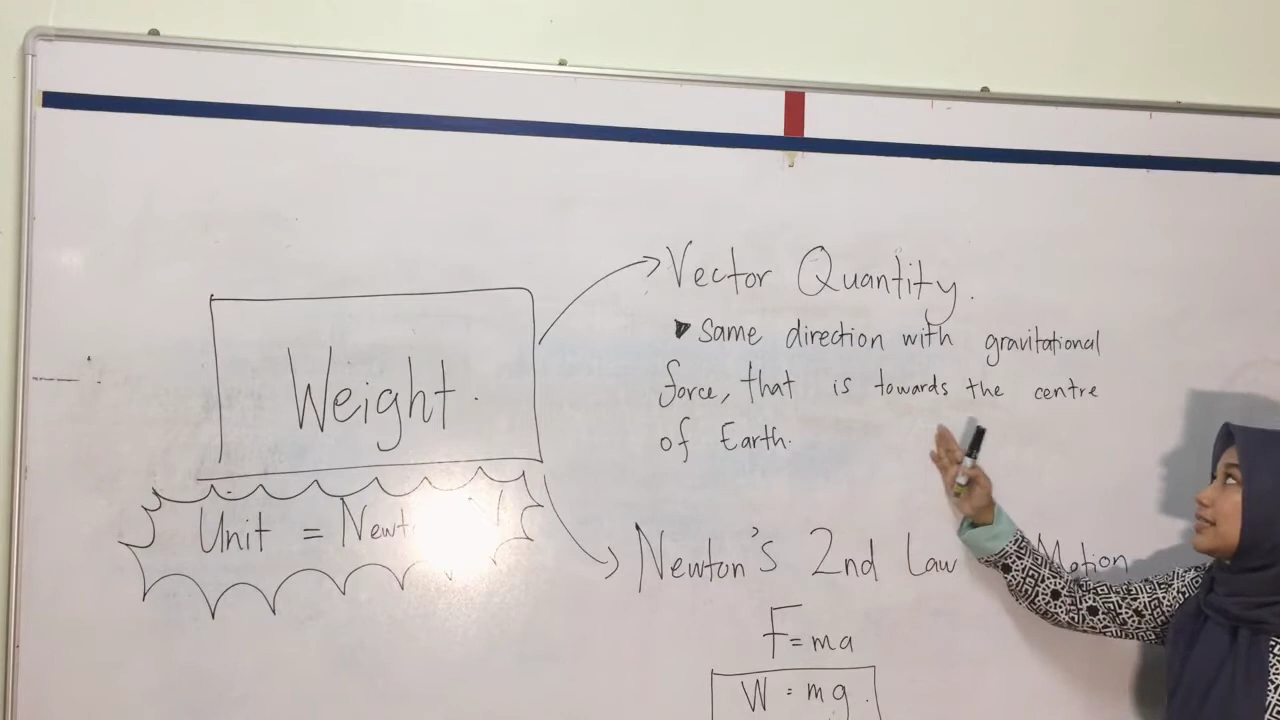 Weight.
Unit = Newt
Vector Quantity.
Same direction with gravitational
force, that is towards the centre
of Earth.
Newton's 2nd Law Motion
F = ma
W = mg.